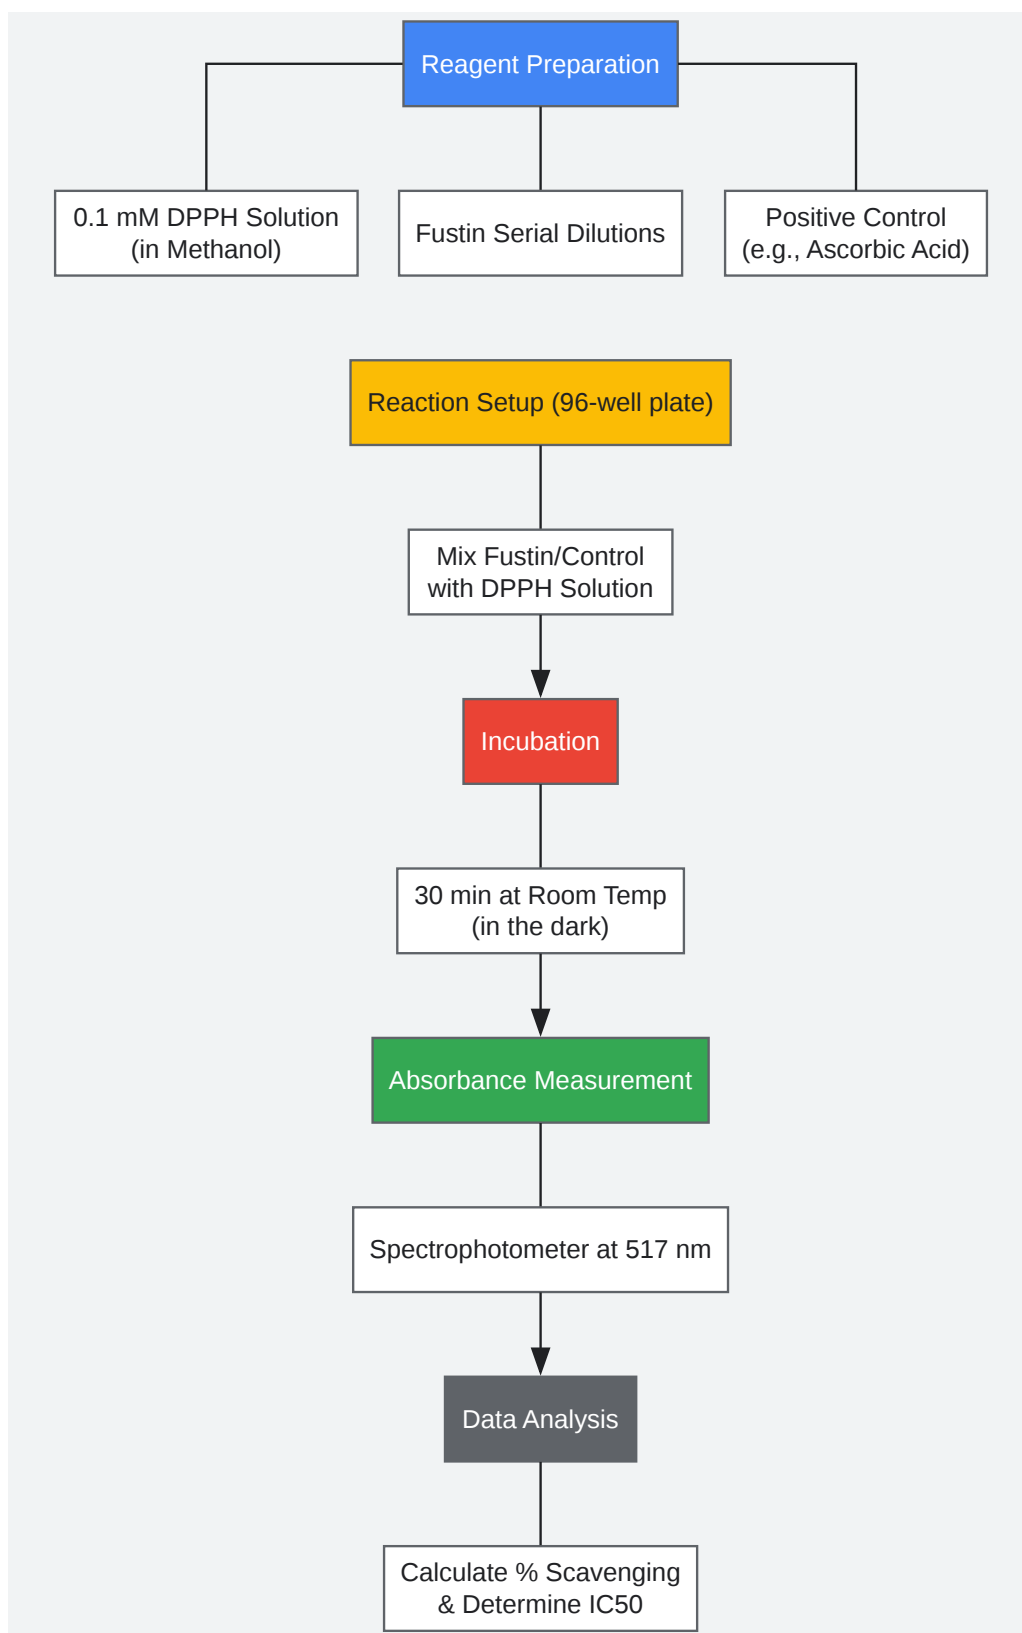 Reagent Preparation
0.1 mM DPPH Solution
(in Methanol)
Fustin Serial Dilutions
Positive Control
(e.g., Ascorbic Acid)
Reaction Setup (96-well plate)
Mix Fustin/Control
with DPPH Solution
Incubation
30 min at Room Temp
(in the dark)
Absorbance Measurement
Spectrophotometer at 517 nm
Data Analysis
Calculate % Scavenging
& Determine IC50